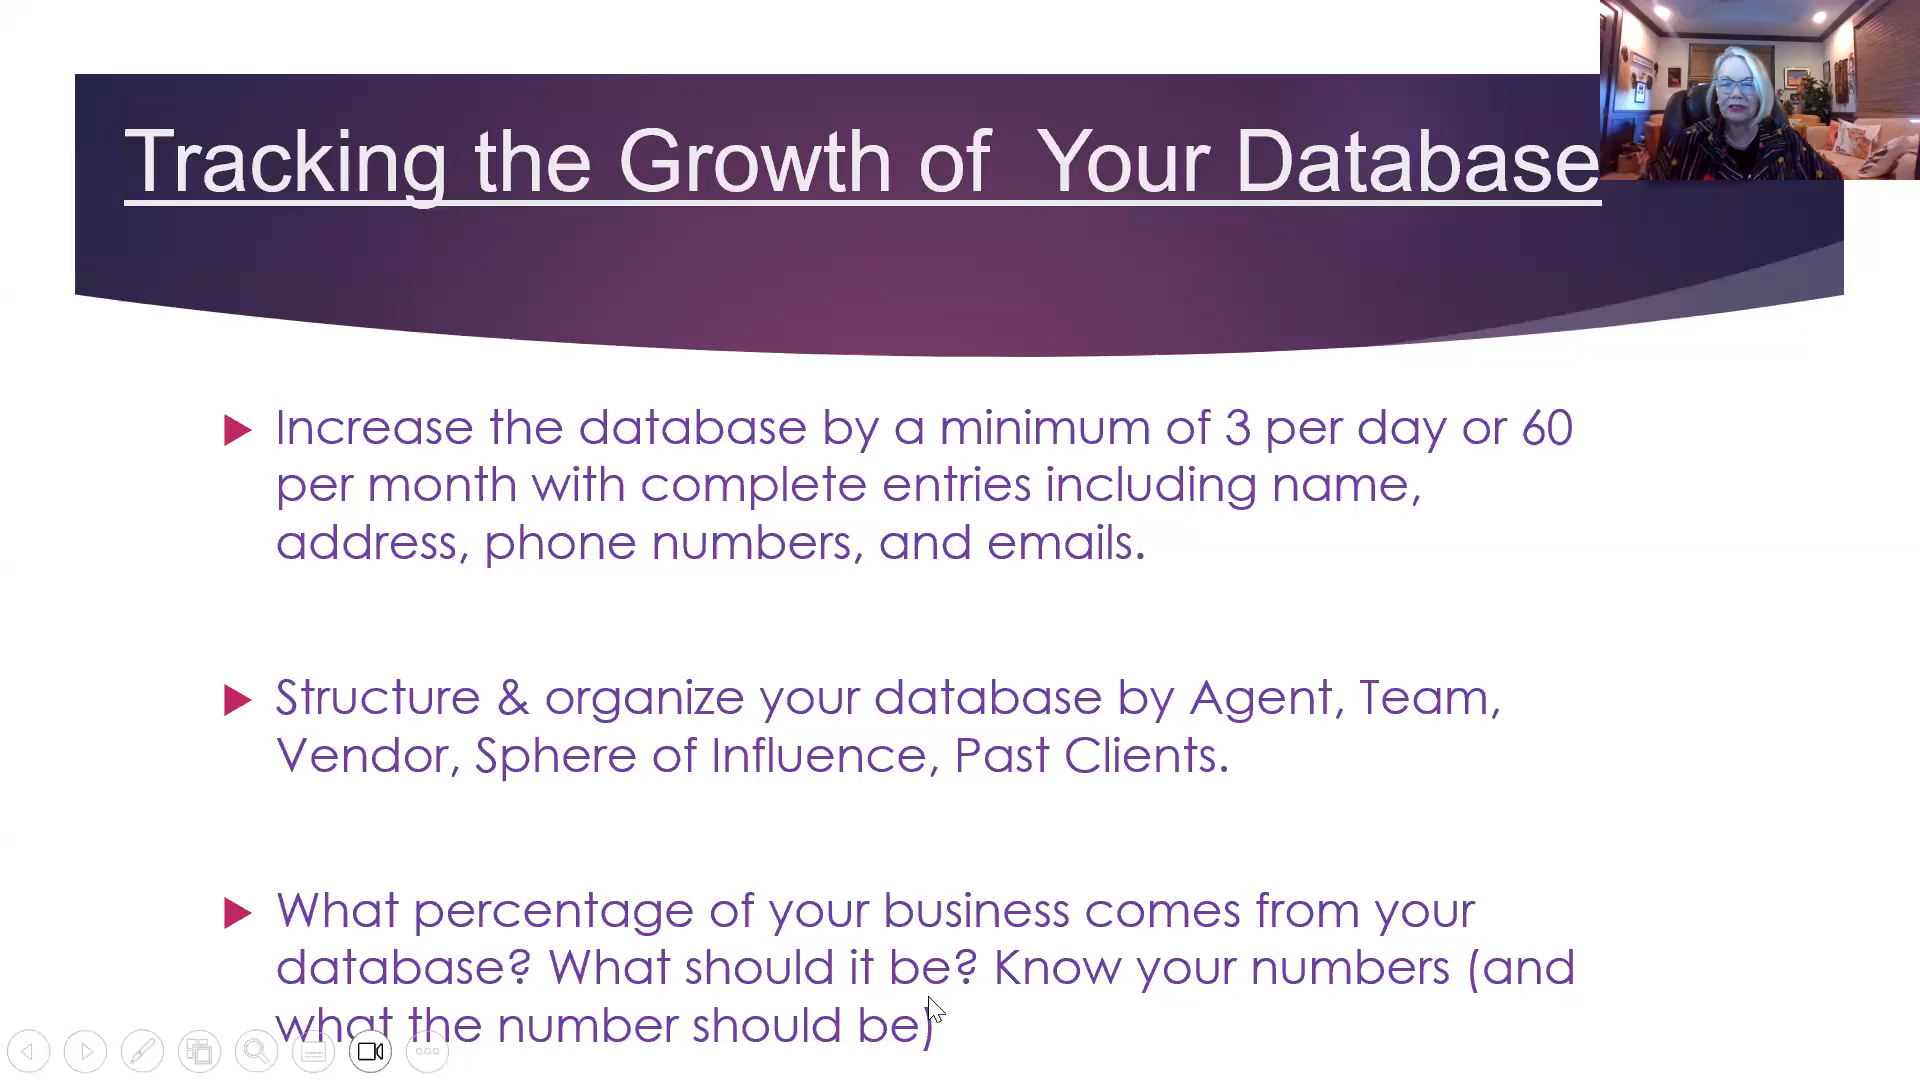 Tracking the Growth of Your Database
Increase the database by a minimum of 3 per day or 60
per month with complete entries including name,
address, phone numbers, and emails.
Structure & organize your database by Agent, Team,
Vendor, Sphere of Influence, Past Clients.
What percentage of your business comes from your
database? What should it be? Know your numbers (and
what the number should be)